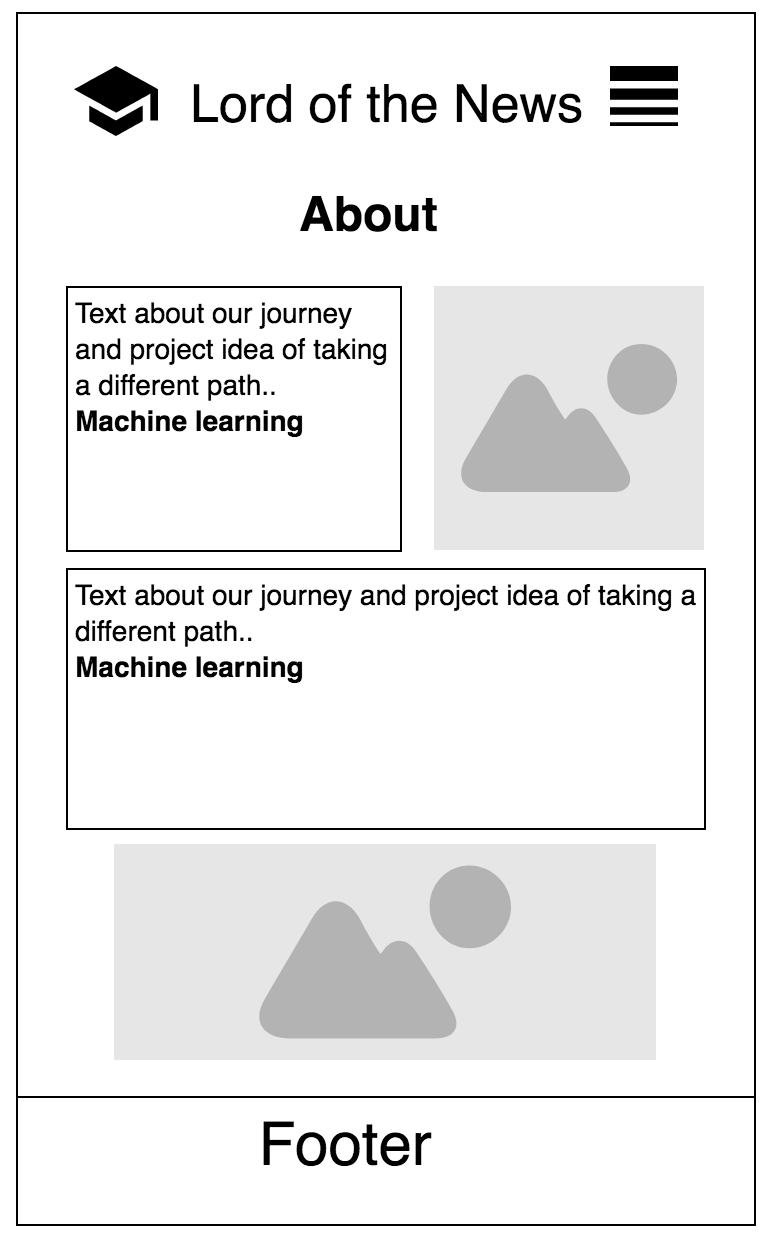 Lord of the News
About
Text about our journey
and project idea of taking
a different path..
Machine learning
Text about our journey and project idea of taking a
different path..
Machine learning
Footer